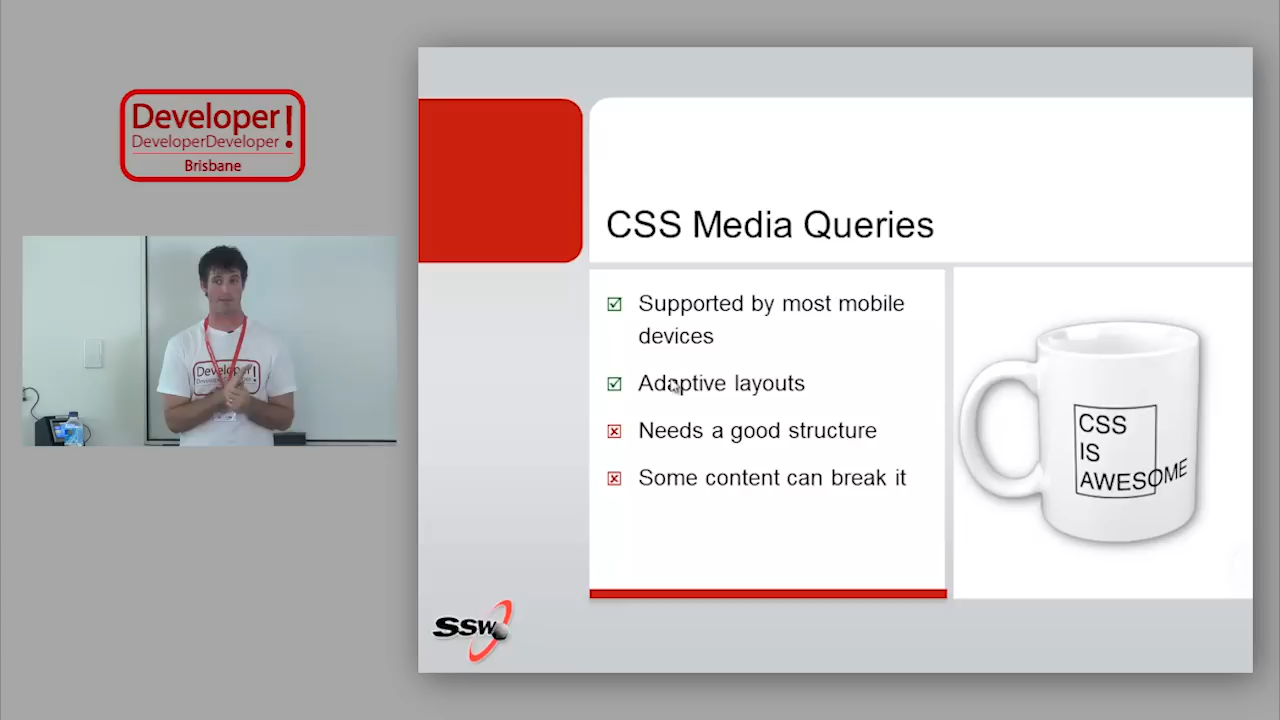 Developer!
DeveloperDeveloper
Brisbane
Developer!
CSS Media Queries
Supported by most mobile
devices
Adaptive layouts
Needs a good structure
Some content can break it
CSS
IS
AWESOME
SSW